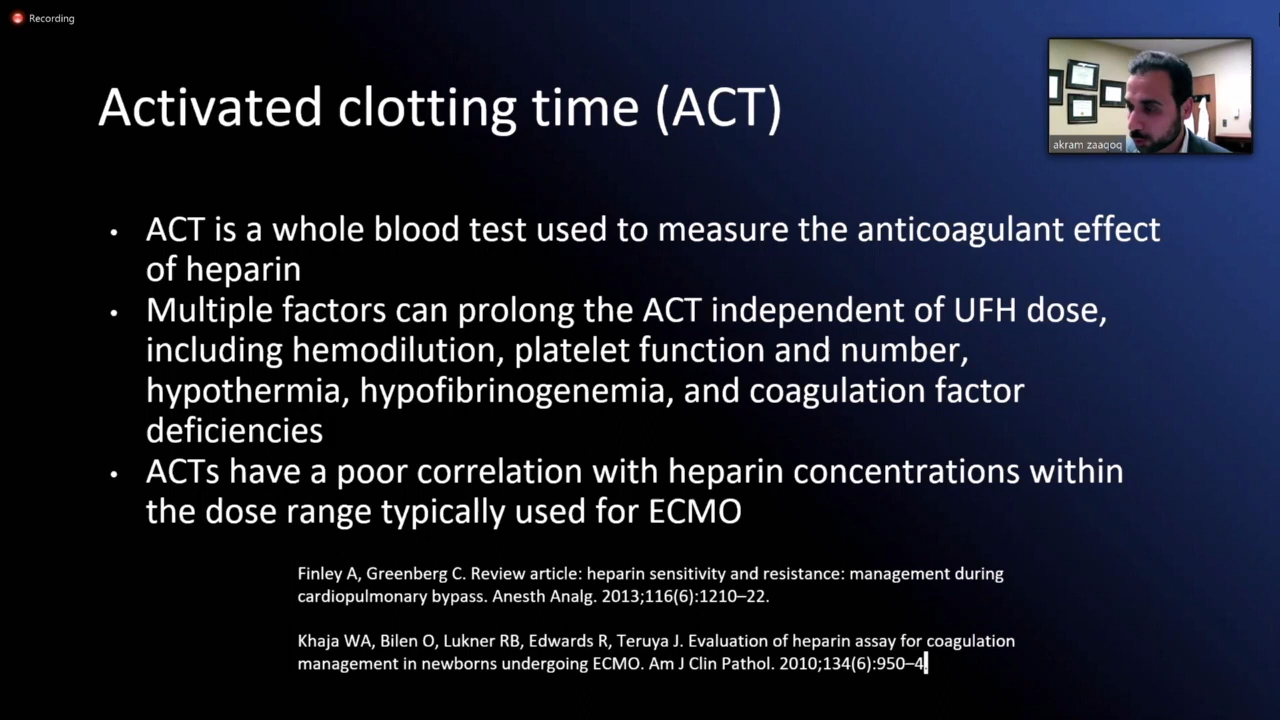 Recording
Activated clotting time (ACT)
akram zaaqoq
• ACT is a whole blood test used to measure the anticoagulant effect
of heparin
• Multiple factors can prolong the ACT independent of UFH dose,
including hemodilution, platelet function and number,
hypothermia, hypofibrinogenemia, and coagulation factor
deficiencies
• ACTs have a poor correlation with heparin concentrations within
the dose range typically used for ECMO
Finley A, Greenberg C. Review article: heparin sensitivity and resistance: management during
cardiopulmonary bypass. Anesth Analg. 2013;116(6):1210–22.
Khaja WA, Bilen O, Lukner RB, Edwards R, Teruya J. Evaluation of heparin assay for coagulation
management in newborns undergoing ECMO. Am J Clin Pathol. 2010;134(6):950–4.